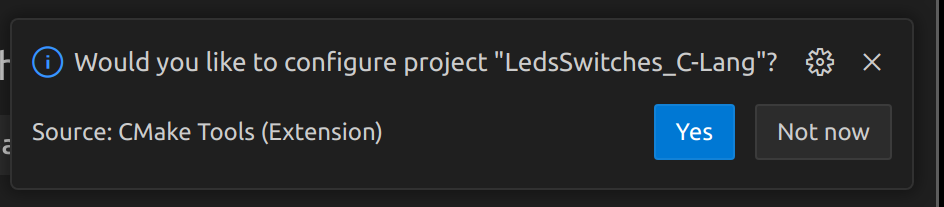 Would you like to configure project "LedsSwitches_C-Lang"?
Source: CMake Tools (Extension)
Yes
Not now